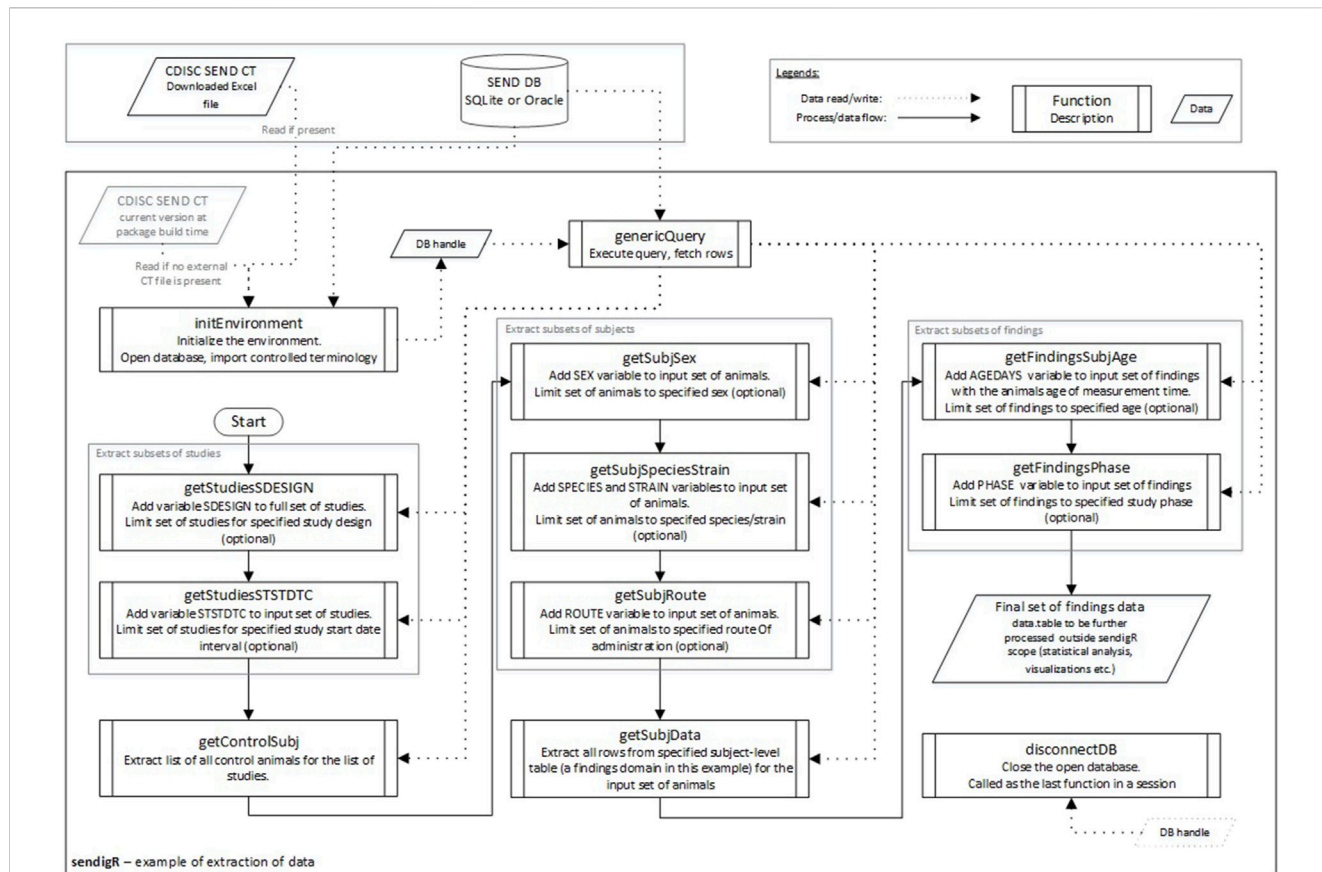 CDISC SEND CT
Downloaded Excel
file
SEND DB
SQLite or Oracle
Read if present
Legends:
Data read/write:
Process/data flow:
Function
Description
Data
CDISC SEND CT
current version at
package build time
Read if no external
CT file is present
DB handle
genericQuery
Execute query, fetch rows
initEnvironment
Initialize the environment.
Open database, import controlled terminology
Start
Extract subsets of studies
getStudiesSDESIGN
Add variable SDESIGN to full set of studies.
Limit set of studies for specified study design
(optional)
getStudiesSTSTDTC
Add variable STSTDTC to input set of studies.
Limit set of studies for specified study start date
interval (optional)
getControlSubj
Extract list of all control animals for the list of
studies.
Extract subsets of subjects
getSubjSex
Add SEX variable to input set of animals.
Limit set of animals to specified sex (optional)
getSubjSpeciesStrain
Add SPECIES and STRAIN variables to input set
of animals.
Limit set of animals to specifed species/strain
(optional)
getSubjRoute
Add ROUTE variable to input set of animals.
Limit set of animals to specified route Of
administration (optional)
getSubjData
Extract all rows from specified subject-level
table (a findings domain in this example) for the
input set of animals
Extract subsets of findings
getFindingsSubjAge
Add AGEDAYS variable to input set of findings
with the animals age of measurement time.
Limit set of findings to specified age (optional)
getFindingsPhase
Add PHASE variable to input set of findings
Limit set of findings to specified study phase
(optional)
Final set of findings data
data.table to be further
processed outside sendigR
scope (statistical analysis,
visualizations etc.)
disconnectDB
Close the open database.
Called as the last function in a session
DB handle
sendigR – example of extraction of data